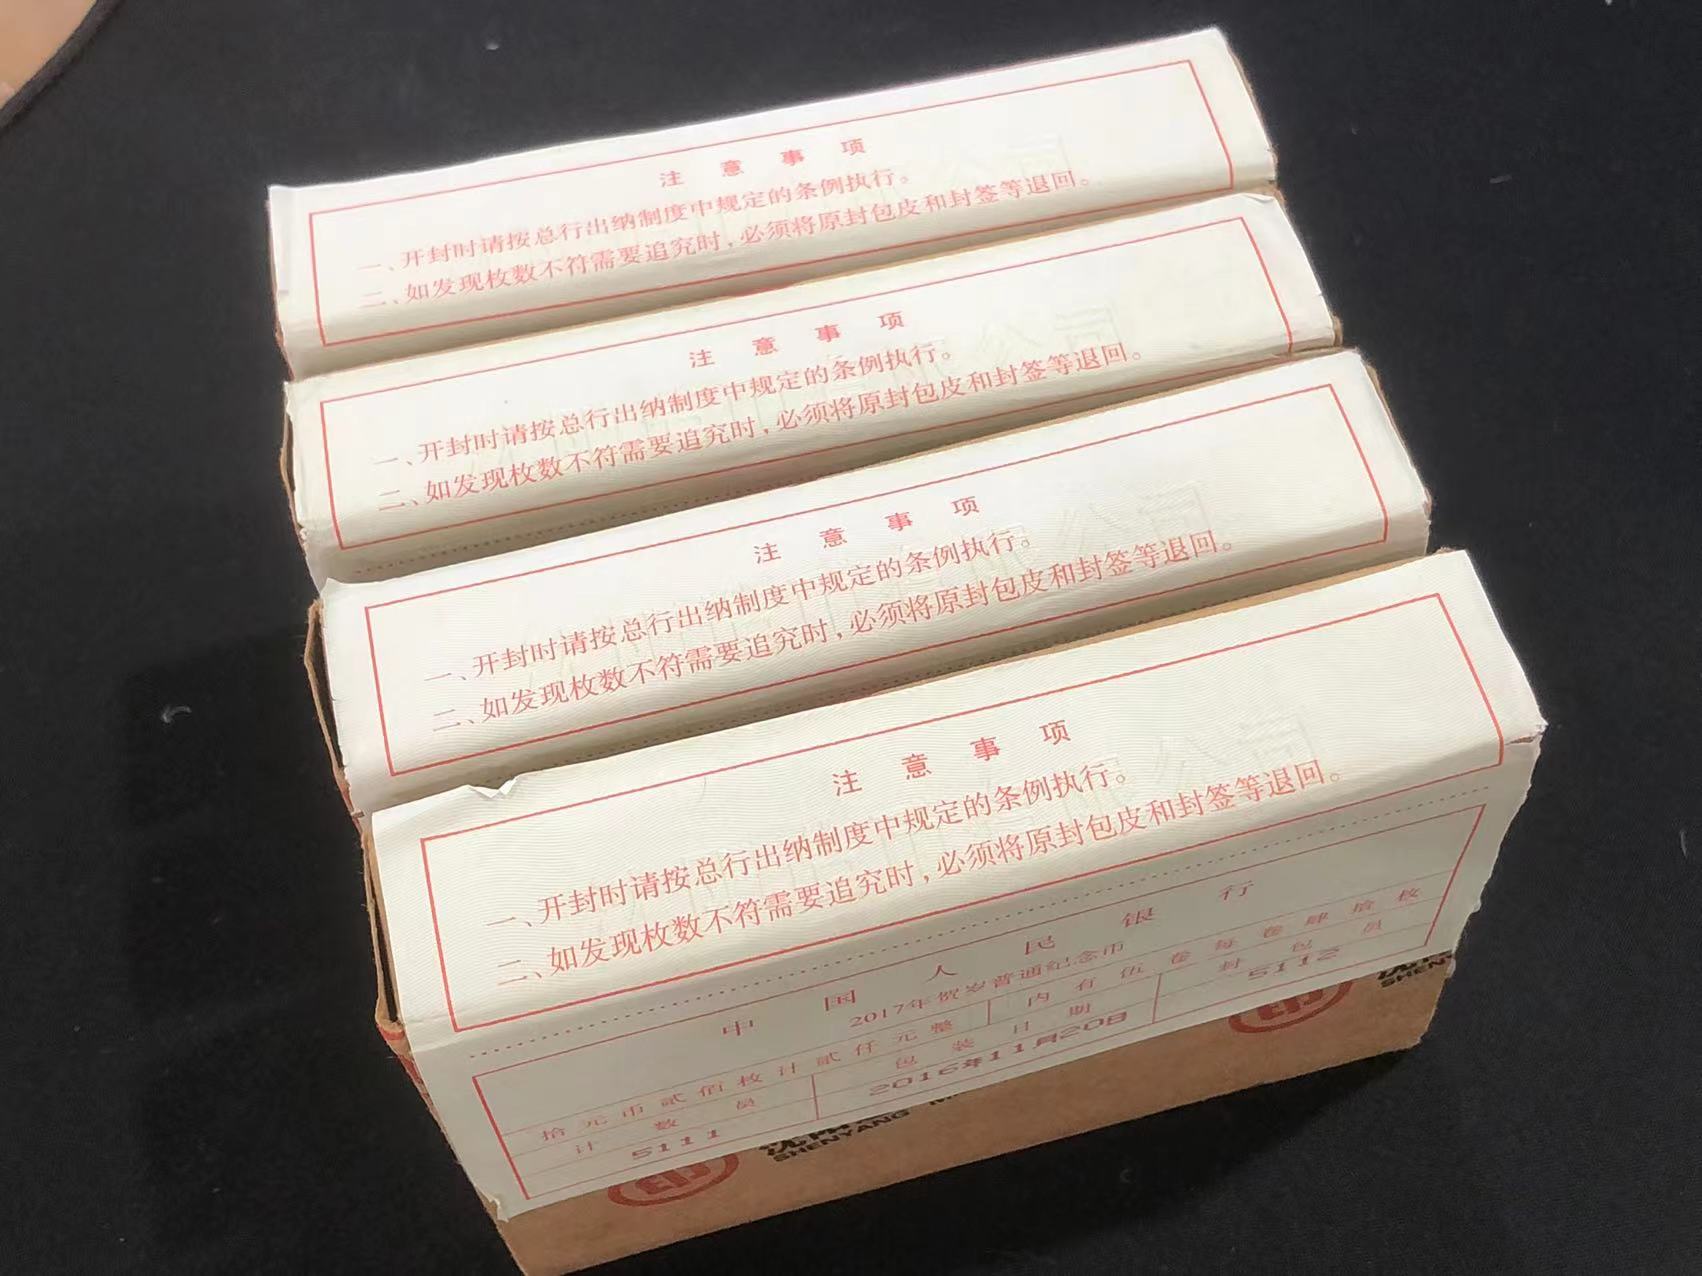 注意事项
一、开封时请按总行出纳制度中规定的条例执行。
二、如发现枚数不符需要追究时,必须将原封包皮和封签等退回。
注意事项
一、开封时请按总行出纳制度中规定的条例执行。
二、如发现枚数不符需要追究时,必须将原封包皮和封签等退回。
注意事项
一、开封时请按总行出纳制度中规定的条例执行。
二、如发现枚数不符需要追究时,必须将原封包皮和封签等退回。
注意事项
一、开封时请按总行出纳制度中规定的条例执行。
二、如发现枚数不符需要追究时,必须将原封包皮和封签等退回。
中国人民银行
2017年贺岁普通纪念币
拾元币贰佰枚计贰仟元整 内有伍卷每卷肆拾枚
计数员 包装日期 封包员
5111 2016年11月20日 5112
SHENYANG